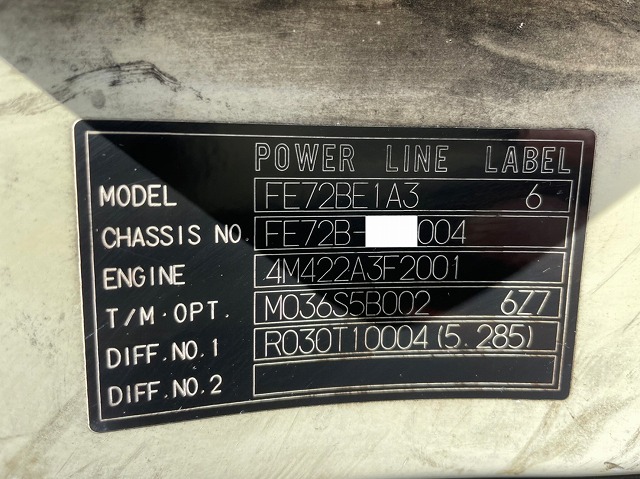 POWER LINE LABEL
MODEL FE72BE1A3 6
CHASSIS NO. FE72B- 004
ENGINE 4M422A3F2001
T/M·OPT. M036S5B002 6Z7
DIFF.NO.1 R030T10004(5.285)
DIFF.NO.2